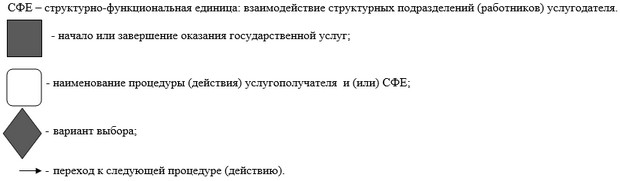 СФЕ – структурно-функциональная единица: взаимодействие структурных подразделений (работников) услугодателя.
- начало или завершение оказания государственной услуг;
- наименование процедуры (действия) услугополучателя и (или) СФЕ;
- вариант выбора;
- переход к следующей процедуре (действию).